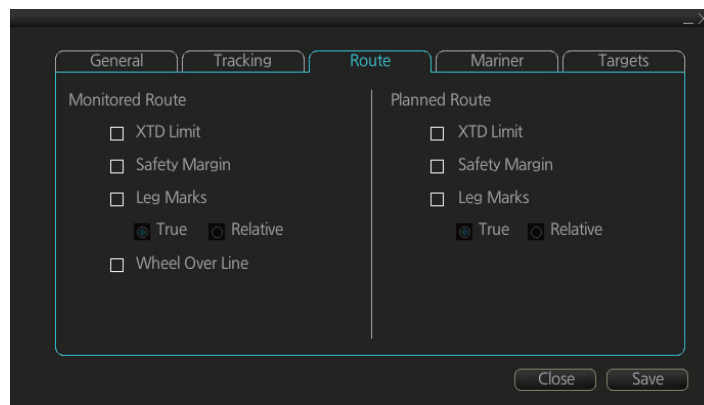 General Tracking Route Mariner Targets
Monitored Route
XTD Limit
Safety Margin
Leg Marks
True Relative
Wheel Over Line
Planned Route
XTD Limit
Safety Margin
Leg Marks
True Relative
Close Save